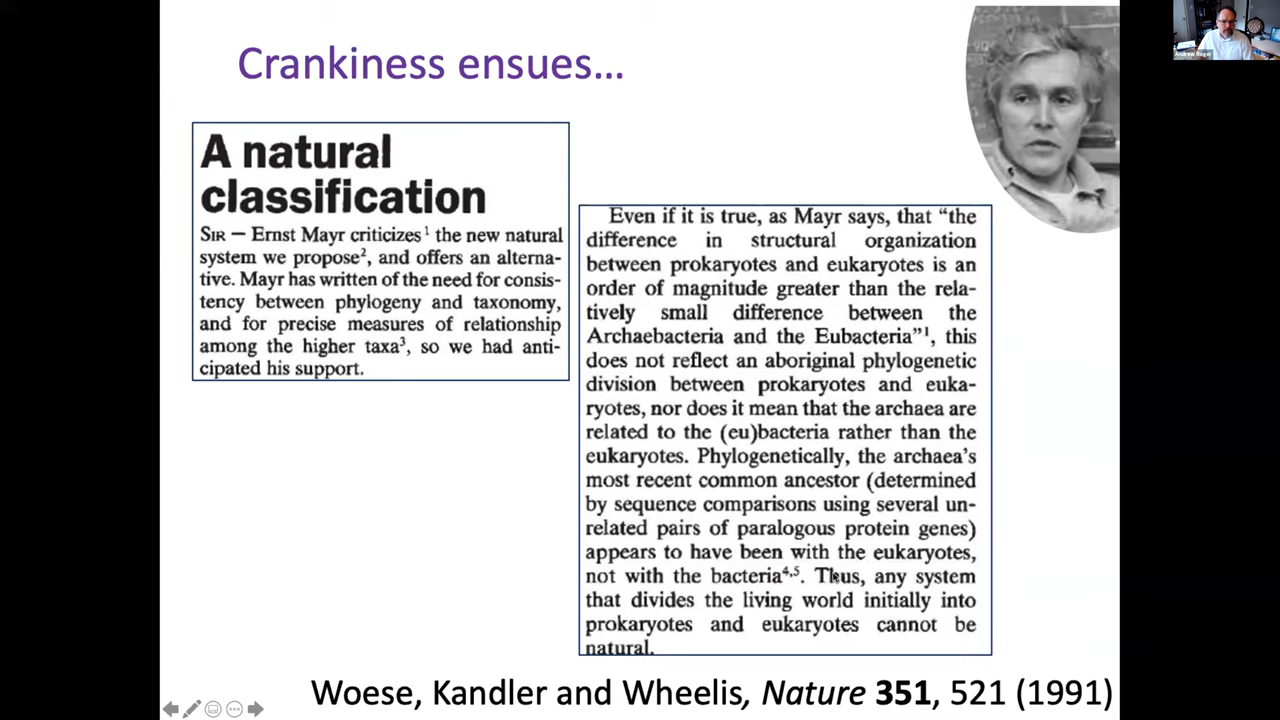 Crankiness ensues…
Andrew Roger
A natural
classification
SIR — Ernst Mayr criticizes¹ the new natural
system we propose², and offers an alterna-
tive. Mayr has written of the need for consis-
tency between phylogeny and taxonomy,
and for precise measures of relationship
among the higher taxa³, so we had anti-
cipated his support.
Even if it is true, as Mayr says, that “the
difference in structural organization
between prokaryotes and eukaryotes is an
order of magnitude greater than the rela-
tively small difference between the
Archaebacteria and the Eubacteria”¹, this
does not reflect an aboriginal phylogenetic
division between prokaryotes and euka-
ryotes, nor does it mean that the archaea are
related to the (eu)bacteria rather than the
eukaryotes. Phylogenetically, the archaea’s
most recent common ancestor (determined
by sequence comparisons using several un-
related pairs of paralogous protein genes)
appears to have been with the eukaryotes,
not with the bacteria⁴,⁵. Thus, any system
that divides the living world initially into
prokaryotes and eukaryotes cannot be
natural.
Woese, Kandler and Wheelis, Nature 351, 521 (1991)